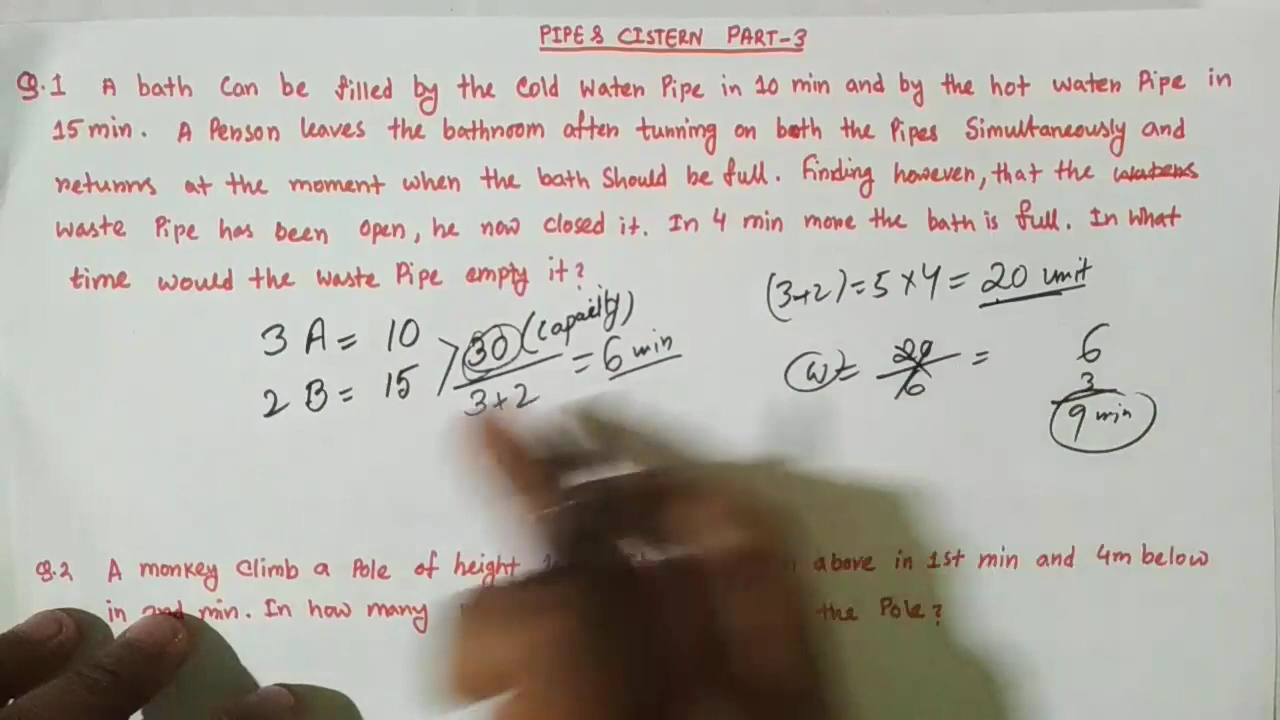 PIPE & CISTERN PART-3
Q.1 A bath can be filled by the cold water Pipe in 10 min and by the hot water Pipe in
15 min. A Person leaves the bathroom after tunning on both the Pipes Simultaneously and
returns at the moment when the bath should be full. Finding however, that the waters
waste Pipe has been open, he now closed it. In 4 min more the bath is full. In what
time would the waste Pipe empty it?
(3+2)=5×4=20 unit
3 A= 10
2 B= 15
30 (capacity)
3+2
= 6 min
W= 20/6 =
6
3
9 min
Q.2 A monkey climb a Pole of height above in 1st min and 4m below
in 2nd min. In how many the Pole?